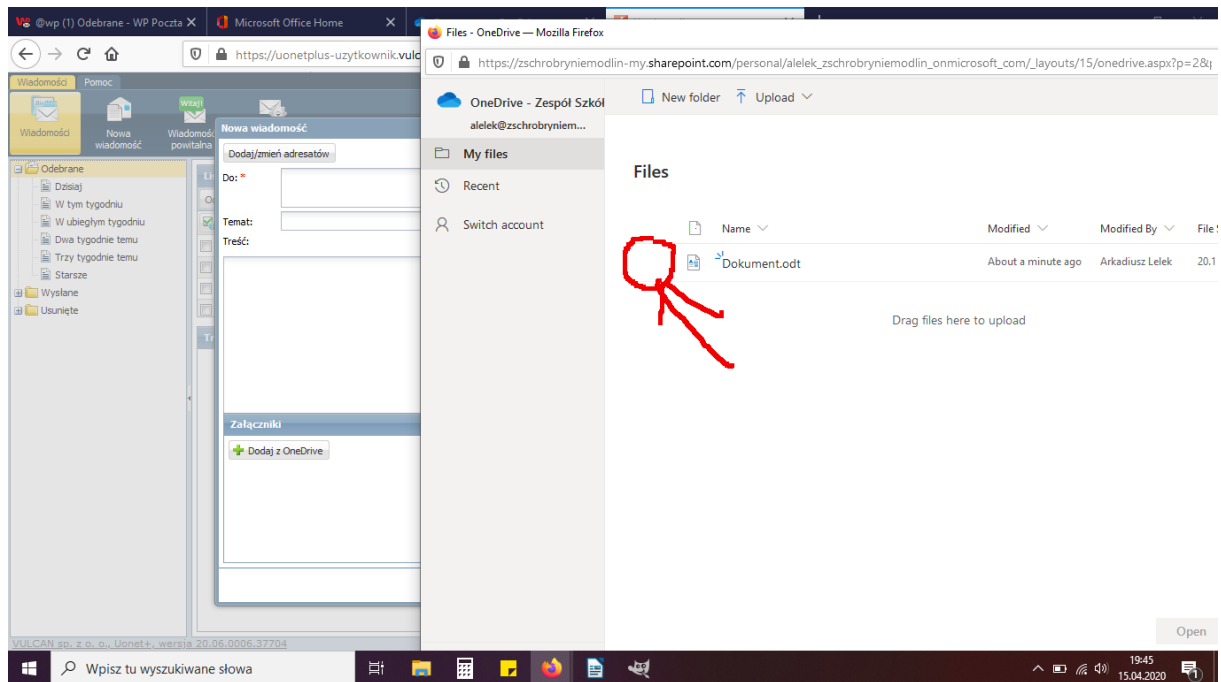 @wp (1) Odebrane - WP Poczta
Microsoft Office Home
Files - OneDrive — Mozilla Firefox
https://uonetplus-uzytkownik.vulc
https://zschrobryniemodlin-my.sharepoint.com/personal/alelek_zschrobryniemodlin_onmicrosoft_com/_layouts/15/onedrive.aspx?p=2&p
Wiadomości Pomoc
Wiadomości
Nowa wiadomość
Witaj!
Wiadomość powitalna
Odebrane
Dzisiaj
W tym tygodniu
W ubiegłym tygodniu
Dwa tygodnie temu
Trzy tygodnie temu
Starsze
Wysłane
Usunięte
Nowa wiadomość
Dodaj/zmień adresatów
Do: *
Temat:
Treść:
Załączniki
Dodaj z OneDrive
OneDrive - Zespół Szkół
alelek@zschrobryniem...
My files
Recent
Switch account
New folder Upload
Files
Name Modified Modified By File S
Dokument.odt About a minute ago Arkadiusz Lelek 20.1
Drag files here to upload
Open
VULCAN sp. z o. o., Uonet+, wersja 20.06.0006.37704
Wpisz tu wyszukiwane słowa
19:45
15.04.2020
1